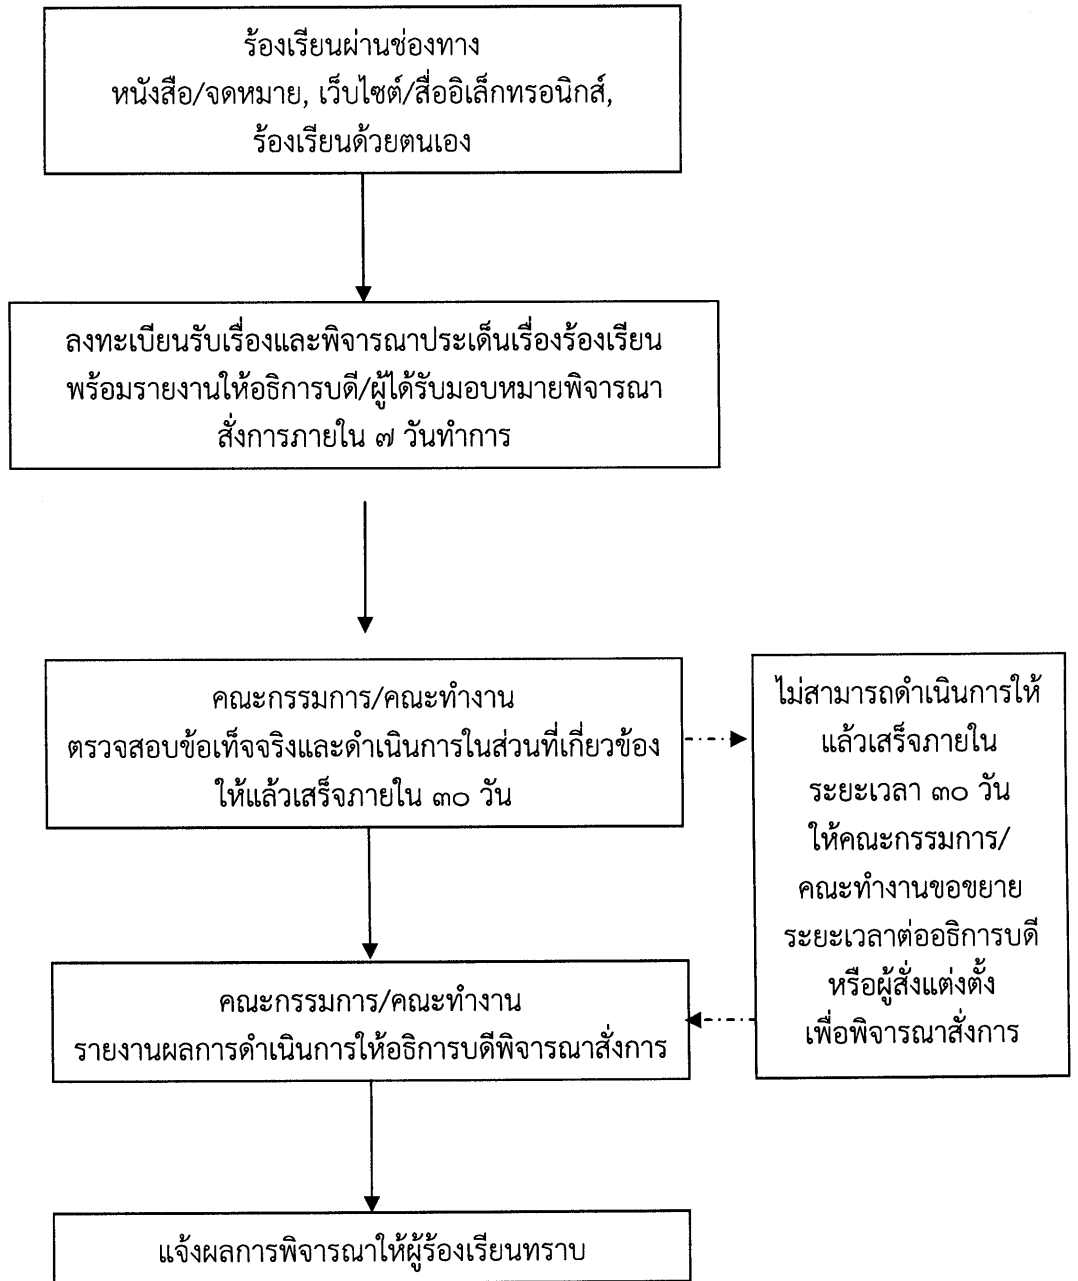 ร้องเรียนผ่านช่องทาง
หนังสือ/จดหมาย, เว็บไซต์/สื่ออิเล็กทรอนิกส์,
ร้องเรียนด้วยตนเอง
ลงทะเบียนรับเรื่องและพิจารณาประเด็นเรื่องร้องเรียน
พร้อมรายงานให้อธิการบดี/ผู้ได้รับมอบหมายพิจารณา
สั่งการภายใน ๗ วันทำการ
คณะกรรมการ/คณะทำงาน
ตรวจสอบข้อเท็จจริงและดำเนินการในส่วนที่เกี่ยวข้อง
ให้แล้วเสร็จภายใน ๓๐ วัน
ไม่สามารถดำเนินการให้
แล้วเสร็จภายใน
ระยะเวลา ๓๐ วัน
ให้คณะกรรมการ/
คณะทำงานขอขยาย
ระยะเวลาต่ออธิการบดี
หรือผู้สั่งแต่งตั้ง
เพื่อพิจารณาสั่งการ
คณะกรรมการ/คณะทำงาน
รายงานผลการดำเนินการให้อธิการบดีพิจารณาสั่งการ
แจ้งผลการพิจารณาให้ผู้ร้องเรียนทราบ